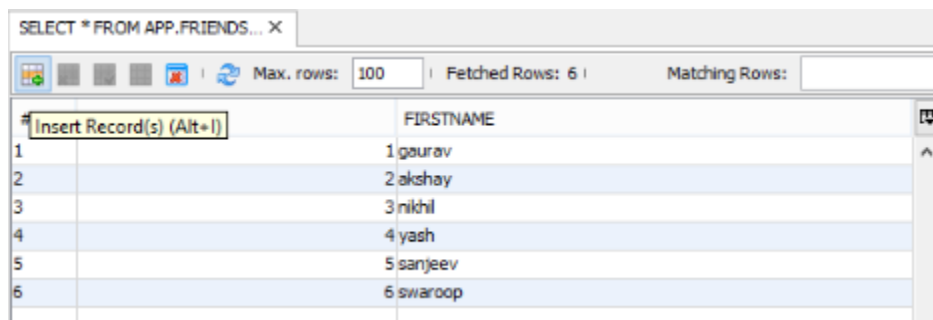 SELECT * FROM APP.FRIENDS... ×
Max. rows: 100 Fetched Rows: 6 Matching Rows:
# FIRSTNAME
Insert Record(s) (Alt+I)
1 1 gaurav
2 2 akshay
3 3 nikhil
4 4 yash
5 5 sanjeev
6 6 swaroop